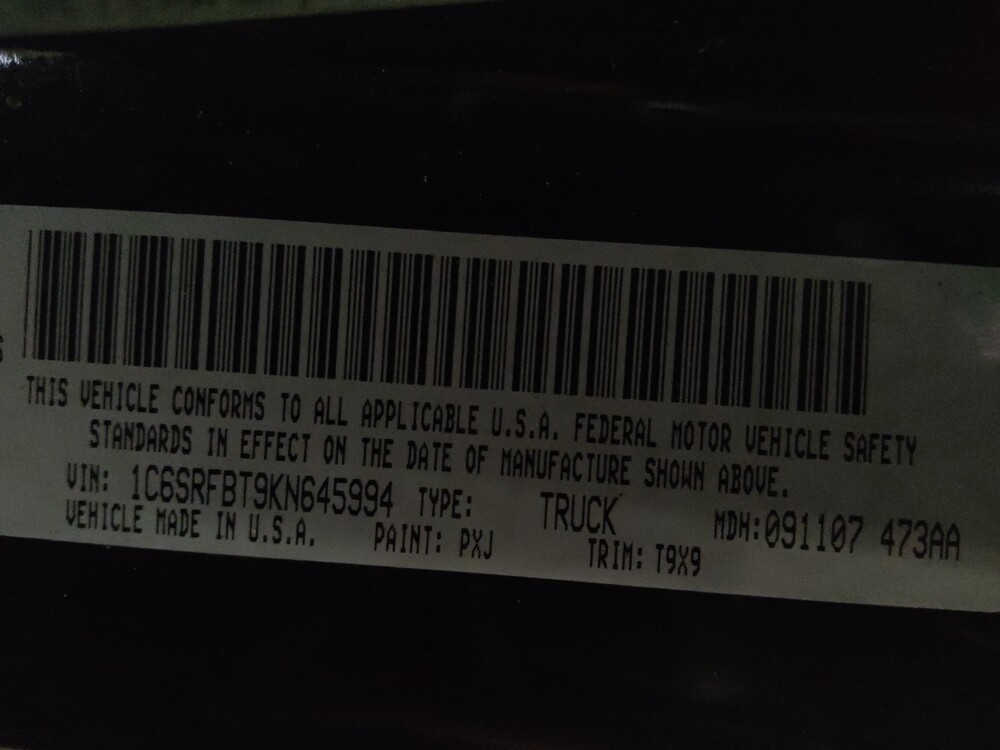 THIS VEHICLE CONFORMS TO ALL APPLICABLE U.S.A. FEDERAL MOTOR VEHICLE SAFETY
STANDARDS IN EFFECT ON THE DATE OF MANUFACTURE SHOWN ABOVE.
VIN: 1C6SRFBT9KN645994 TYPE: TRUCK MDH:091107 473AA
VEHICLE MADE IN U.S.A. PAINT: PXJ TRIM: T9X9